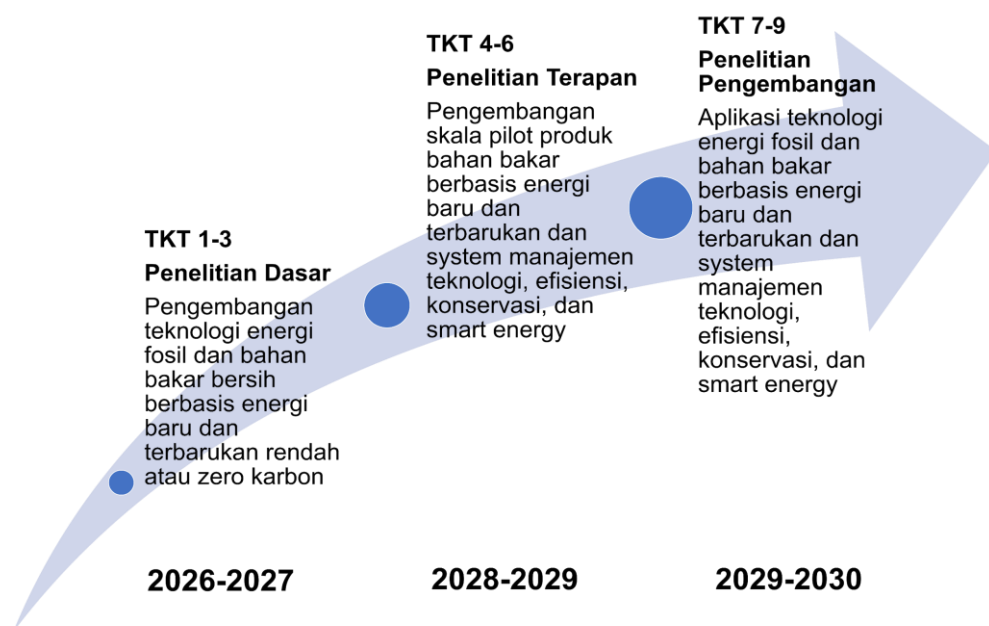 TKT 1-3
Penelitian Dasar
Pengembangan
teknologi energi
fosil dan bahan
bakar bersih
berbasis energi
baru dan
terbarukan rendah
atau zero karbon
TKT 4-6
Penelitian Terapan
Pengembangan
skala pilot produk
bahan bakar
berbasis energi
baru dan
terbarukan dan
system manajemen
teknologi, efisiensi,
konservasi, dan
smart energy
TKT 7-9
Penelitian
Pengembangan
Aplikasi teknologi
energi fosil dan
bahan bakar
berbasis energi
baru dan
terbarukan dan
system
manajemen
teknologi,
efisiensi,
konservasi, dan
smart energy
2026-2027
2028-2029
2029-2030